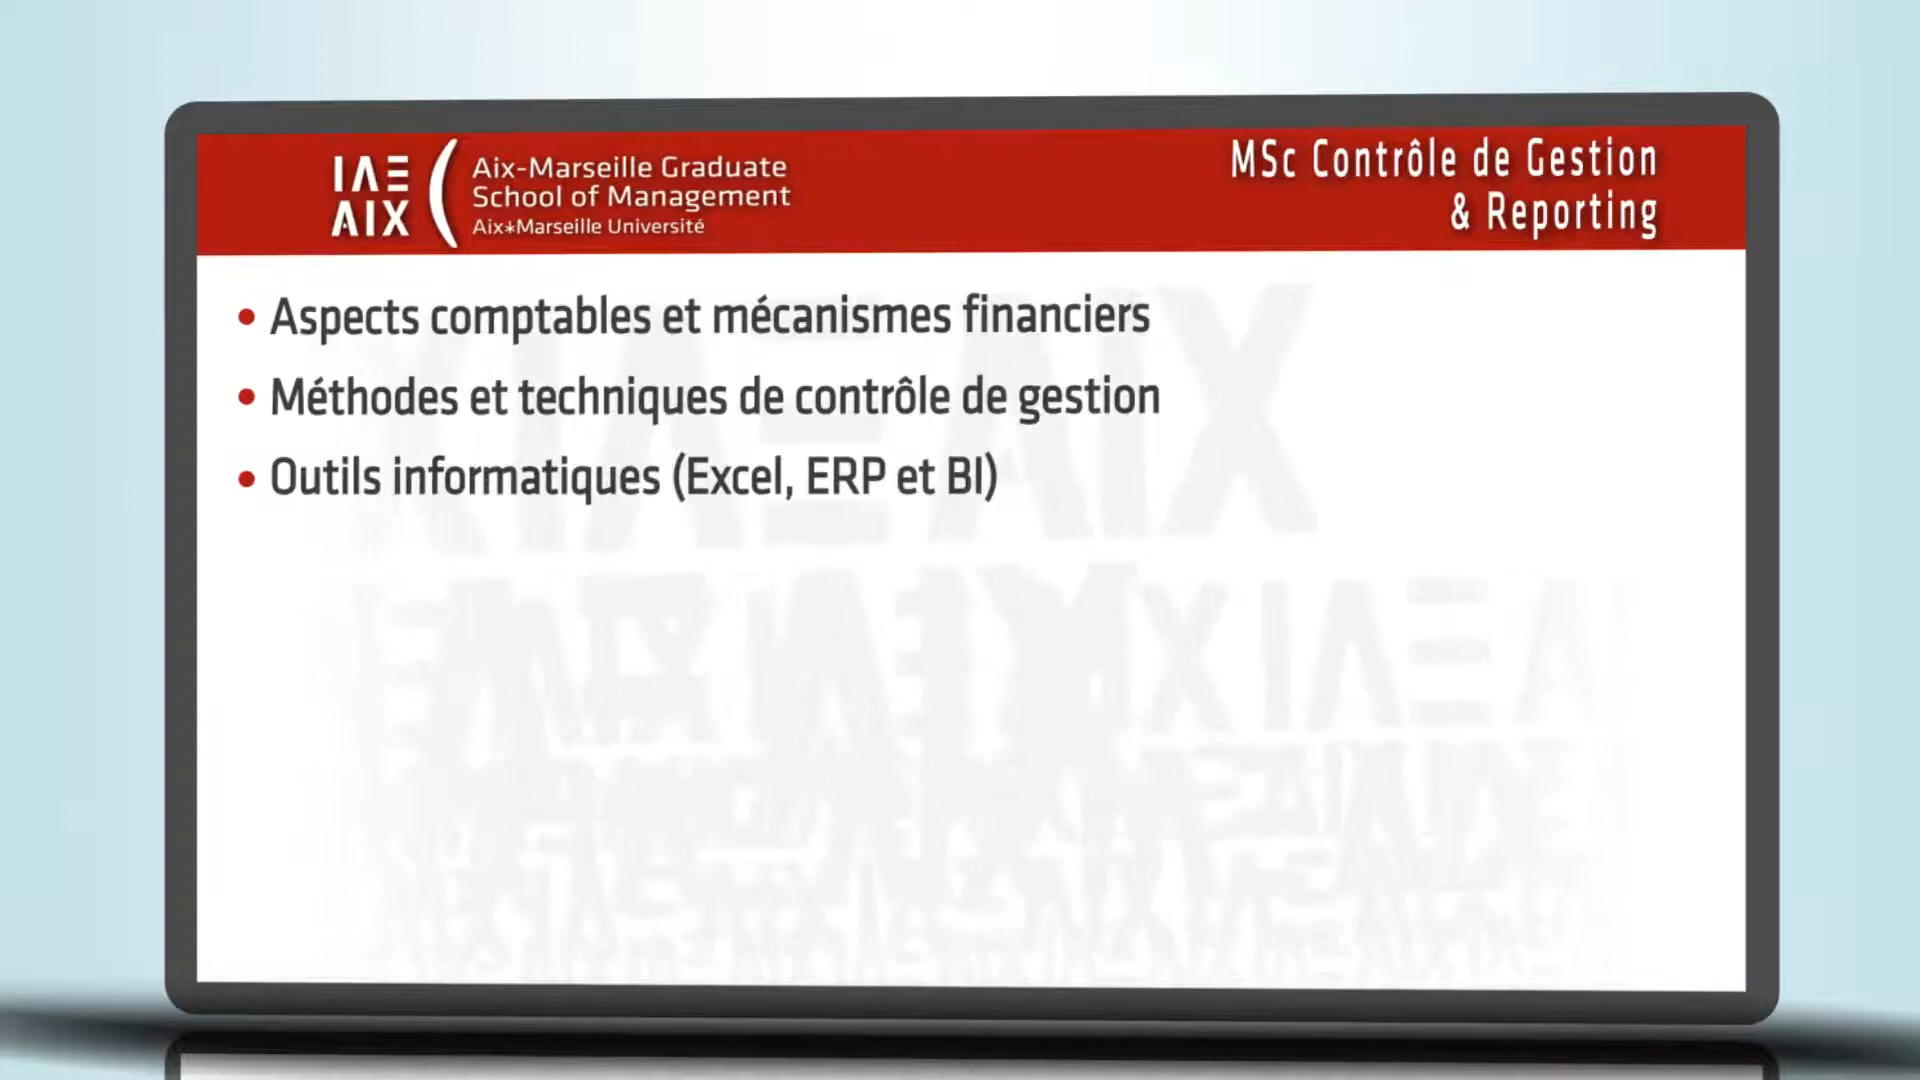 IAE
AIX
Aix-Marseille Graduate
School of Management
Aix*Marseille Université
MSc Contrôle de Gestion
& Reporting
• Aspects comptables et mécanismes financiers
• Méthodes et techniques de contrôle de gestion
• Outils informatiques (Excel, ERP et BI)